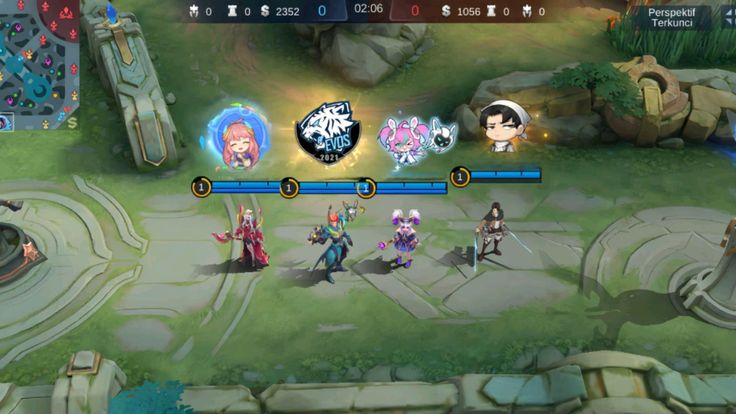 0 0 $ 2352 0 02:06 0 $ 1056 0 0
Perspektif
Terkunci
EVOS
2021
1 1 1 1
$